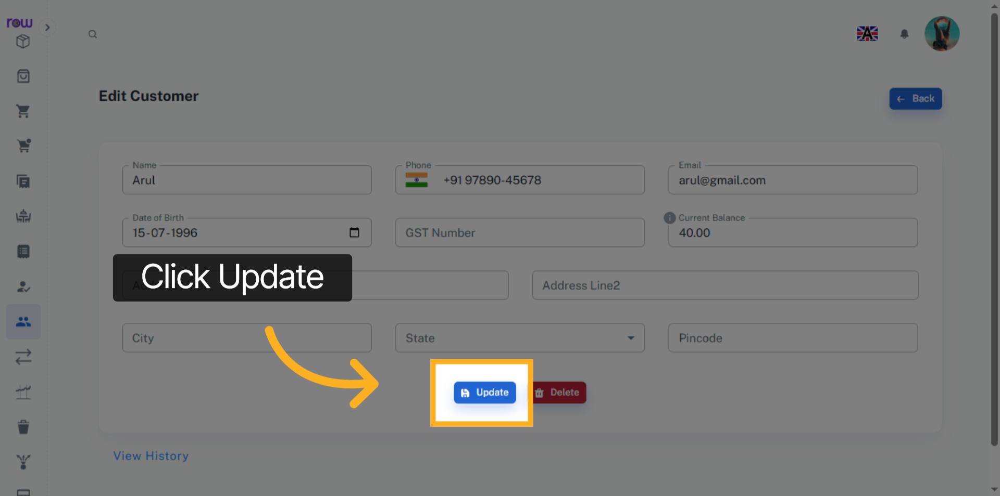 row
A
Edit Customer
Back
Name
Arul
Phone
+91 97890-45678
Email
arul@gmail.com
Date of Birth
15-07-1996
GST Number
Current Balance
40.00
Click Update
Address Line2
City
State
Pincode
Update
Delete
View History